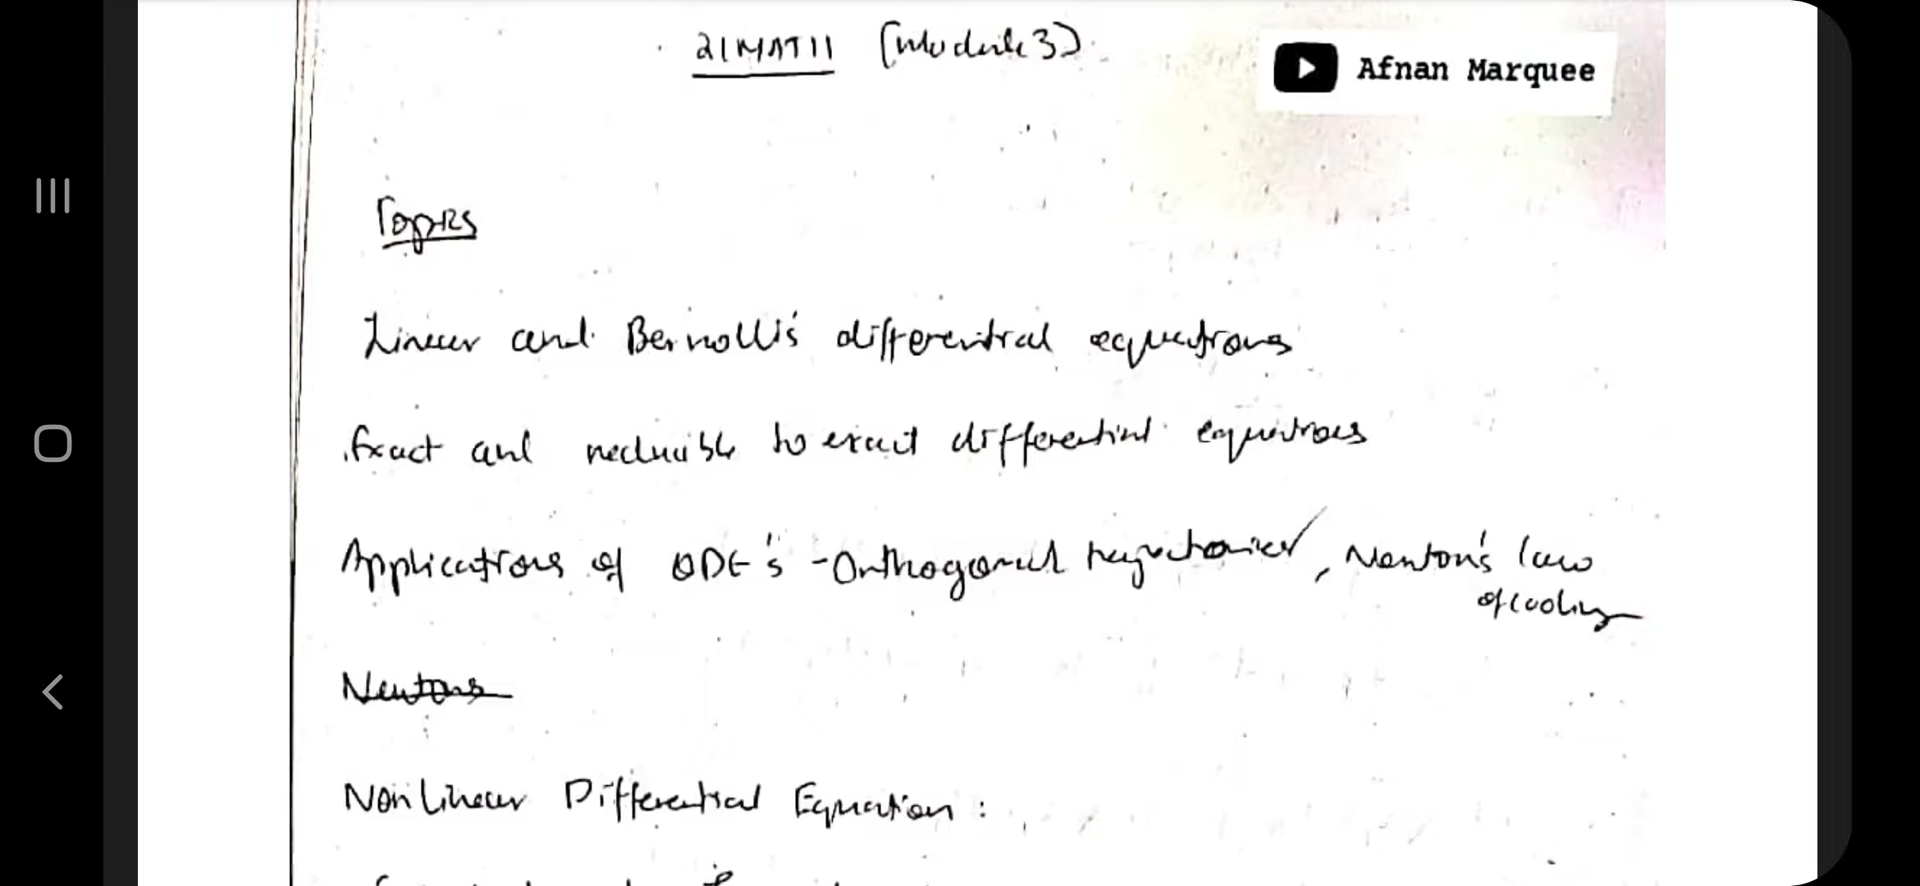 21MAT11 (Module 3)
Afnan Marquee
Topics
Linear and Bernollis' differential equations
Exact and reducible to exact differential equations
Applications of ODE's - Orthogonal trajectories, Newton's law
of cooling
Newtons
Non linear Differential Equation :